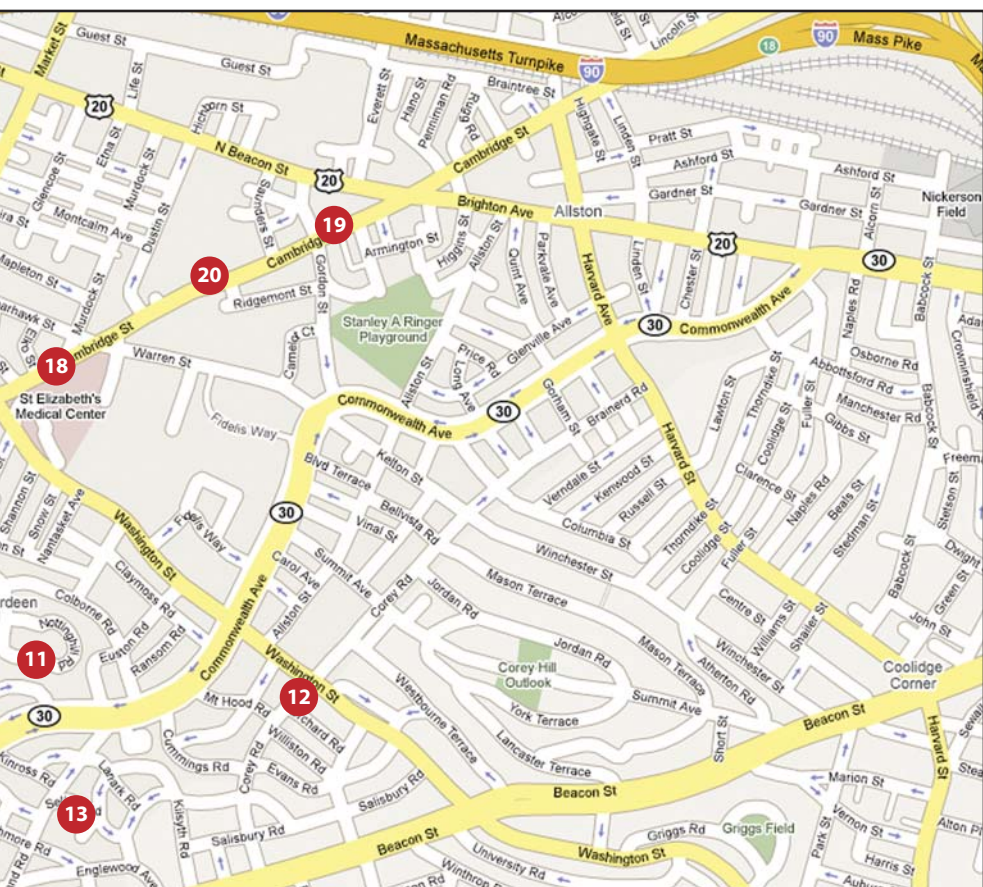 Market St
Guest St
Life St
Guest St
Massachusetts Turnpike
90
18
90
Mass Pike
Lincoln St
20
Hichborn St
Everett St
Hano St
Penniman Rd
Rugg Rd
Braintree St
Cambridge St
Highgate St
Linden St
Pratt St
Ashford St
Ashford St
Gardner St
Gardner St
Alcorn St
Nickerson
Field
Etna St
Murdock St
Glencoe St
Montcalm Ave
Dustin St
N Beacon St
20
Saunders St
19
Brighton Ave
Allston
20
30
Mapleton St
Murdock St
20
Ridgemont St
Gordon St
Armington St
Higgins St
Allston St
Quint Ave
Parkvale Ave
Harvard Ave
Linden St
Chester St
Naples Rd
Babcock St
Stanley A Ringer
Playground
30
Commonwealth Ave
18
Warren St
Camelot Ct
Glenville Ave
Price Rd
Long Ave
Allston St
Osborne Rd
Abbottsford Rd
Manchester Rd
Gibbs St
Babcock St
St Elizabeth's
Medical Center
Fidelis Way
Commonwealth Ave
30
Gorham St
Brainerd Rd
Harvard St
Lawton St
Thorndike St
Coolidge St
Fuller St
Kelton St
Blvd Terrace
Bellvista Rd
Vinal St
30
Verndale St
Kenwood St
Russell St
Columbia St
Winchester St
Thorndike St
Coolidge St
Fuller St
Clarence St
Naples Rd
Beals St
Stedman St
Babcock St
Stetson St
Shannon St
Snow St
Nantasket Ave
Washington St
Claymoss Rd
Colborne Rd
Euston Rd
Ransom Rd
Carol Ave
Summit Ave
Allston St
Corey Rd
Jordan Rd
Mason Terrace
Mason Terrace
Centre St
Williams St
Shailer St
Winchester St
Atherton Rd
Green St
John St
11
Commonwealth Ave
Washington St
12
Corey Hill
Outlook
Jordan Rd
York Terrace
Summit Ave
Coolidge
Corner
30
Mt Hood Rd
Westbourne Terrace
Lancaster Terrace
Short St
Beacon St
Harvard St
Williston Rd
Evans Rd
Corey Rd
Cummings Rd
Kinross Rd
Lanark Rd
13
Kilsyth Rd
Salisbury Rd
Salisbury Rd
Beacon St
Beacon St
Marion St
Vernon St
Harris St
Park St
Griggs Rd
Griggs Field
Englewood Ave
University Rd
Washington St